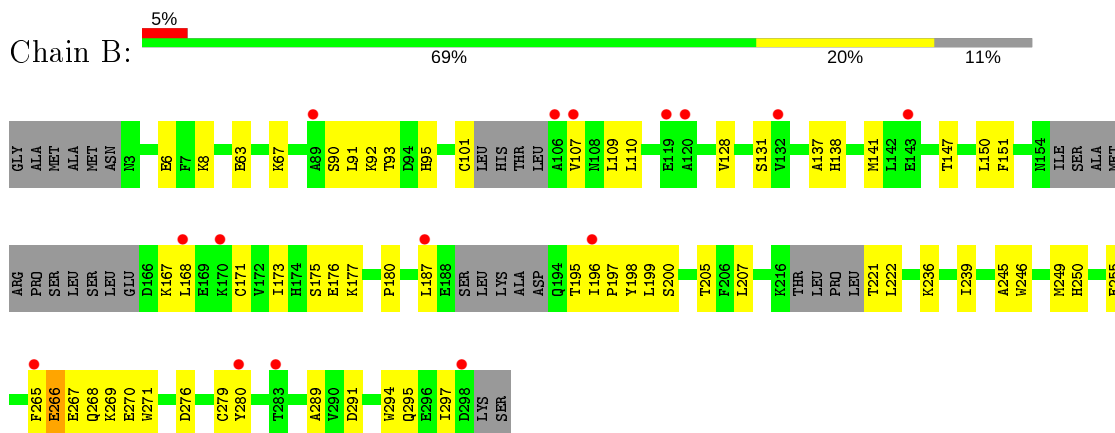 5%
Chain B:
69% 20% 11%
GLY ALA MET ALA MET ASN N3 E6 F7 K8 E63 K67 A89 S90 L91 K92 T93 D94 H95 C101 LEU HIS THR LEU A106 V107 N108 L109 L110 E119 A120 V128 S131 V132 A137 H138 M141 L142 E143 T147 L150 F151 N154 ILE SER ALA MET
ARG PRO SER LEU SER LEU GLU D166 K167 L168 E169 K170 C171 V172 I173 H174 S175 E176 K177 P180 L187 E188 SER LEU LYS ALA ASP Q194 T195 I196 P197 Y198 L199 S200 T205 F206 L207 K216 THR LEU PRO LEU T221 L222 K236 I239 A245 W246 M249 H250
F265 E266 E267 Q268 K269 E270 W271 D276 C279 Y280 T283 A289 V290 D291 W294 Q295 E296 I297 D298 LYS SER